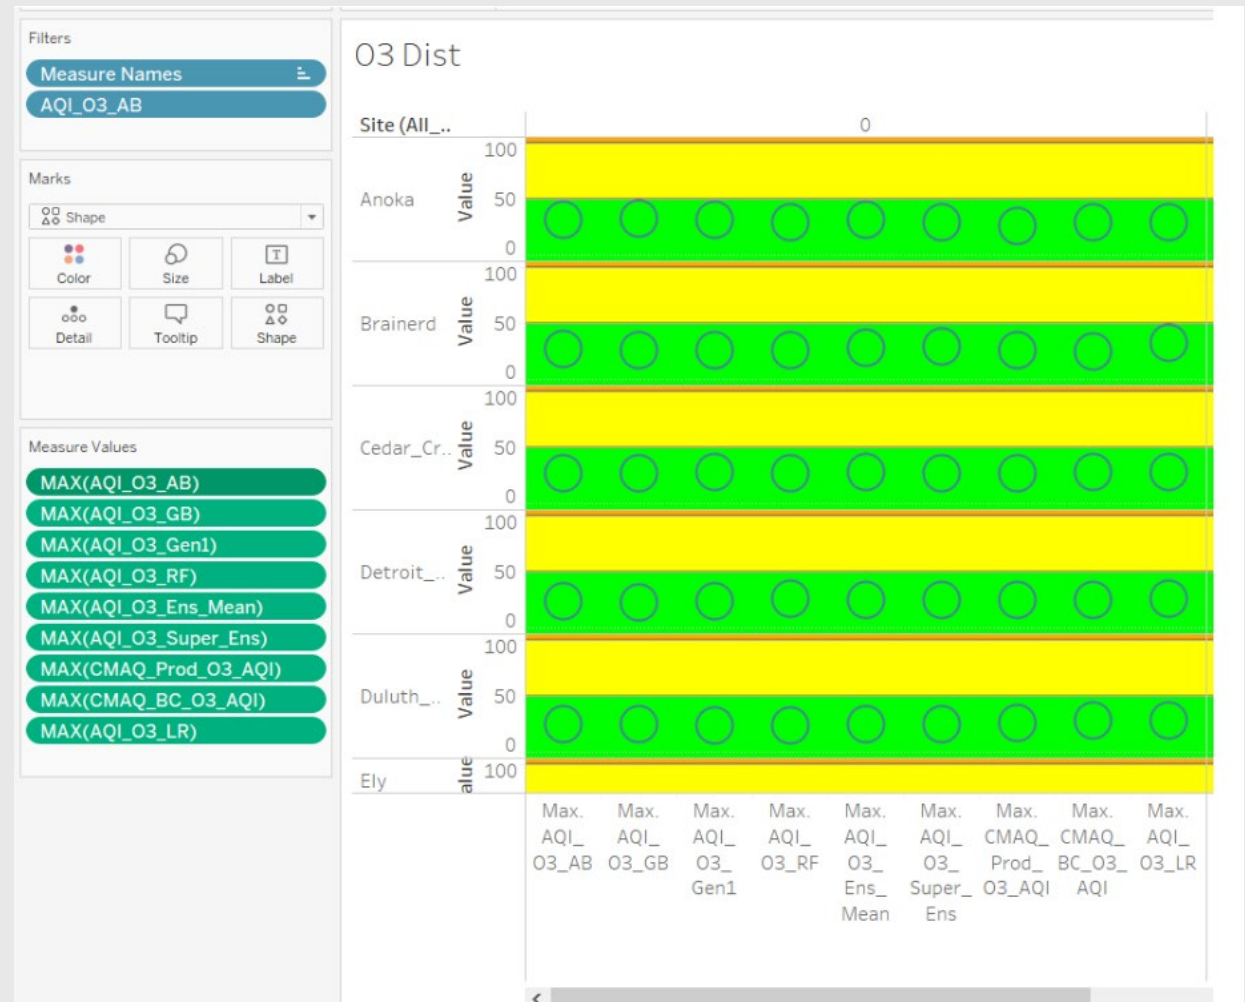 Filters
Measure Names
AQI_O3_AB
Marks
Shape
Color Size Label
Detail Tooltip Shape
Measure Values
MAX(AQI_O3_AB)
MAX(AQI_O3_GB)
MAX(AQI_O3_Gen1)
MAX(AQI_O3_RF)
MAX(AQI_O3_Ens_Mean)
MAX(AQI_O3_Super_Ens)
MAX(CMAQ_Prod_O3_AQI)
MAX(CMAQ_BC_O3_AQI)
MAX(AQI_O3_LR)
O3 Dist
Site (All_..
0
Anoka
Value
100
50
0
Brainerd
Value
100
50
0
Cedar_Cr..
Value
100
50
0
Detroit_..
Value
100
50
0
Duluth_..
Value
100
50
0
Ely
alue
100
Max. Max. Max. Max. Max. Max. Max. Max. Max.
AQI_ AQI_ AQI_ AQI_ AQI_ AQI_ CMAQ_ CMAQ_ AQI_
O3_AB O3_GB O3_ O3_RF O3_ O3_ Prod_ BC_O3_ O3_LR
Gen1 Ens_ Super_ O3_AQI AQI
Mean Ens